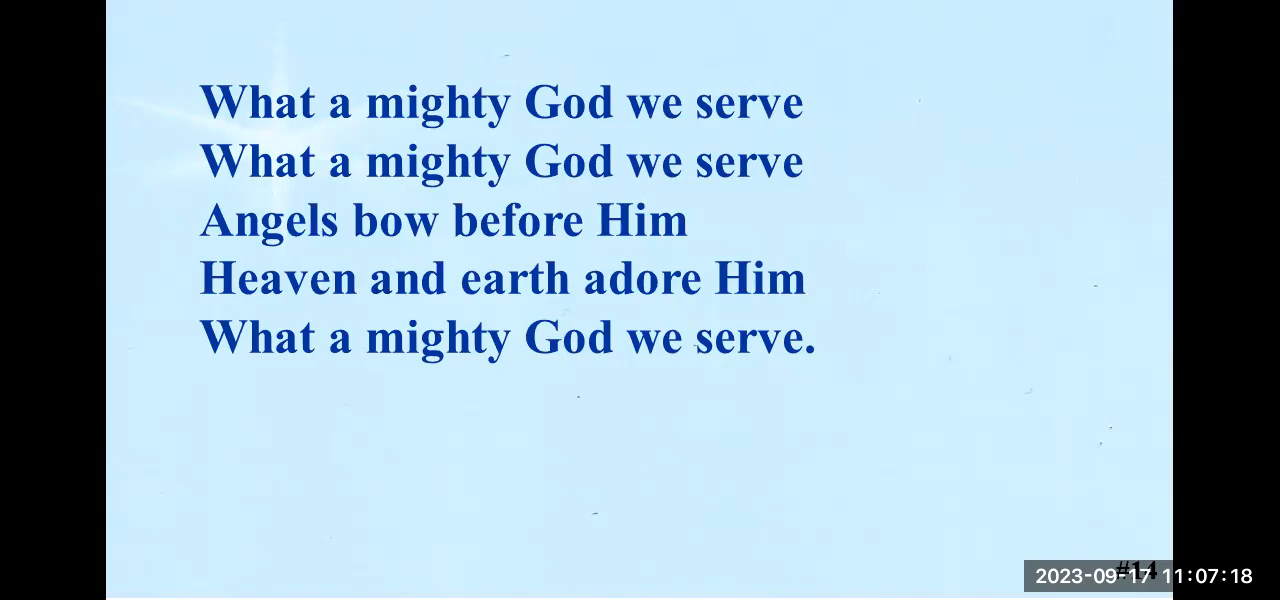 What a mighty God we serve
What a mighty God we serve
Angels bow before Him
Heaven and earth adore Him
What a mighty God we serve.
#14
2023-09-17 11:07:18